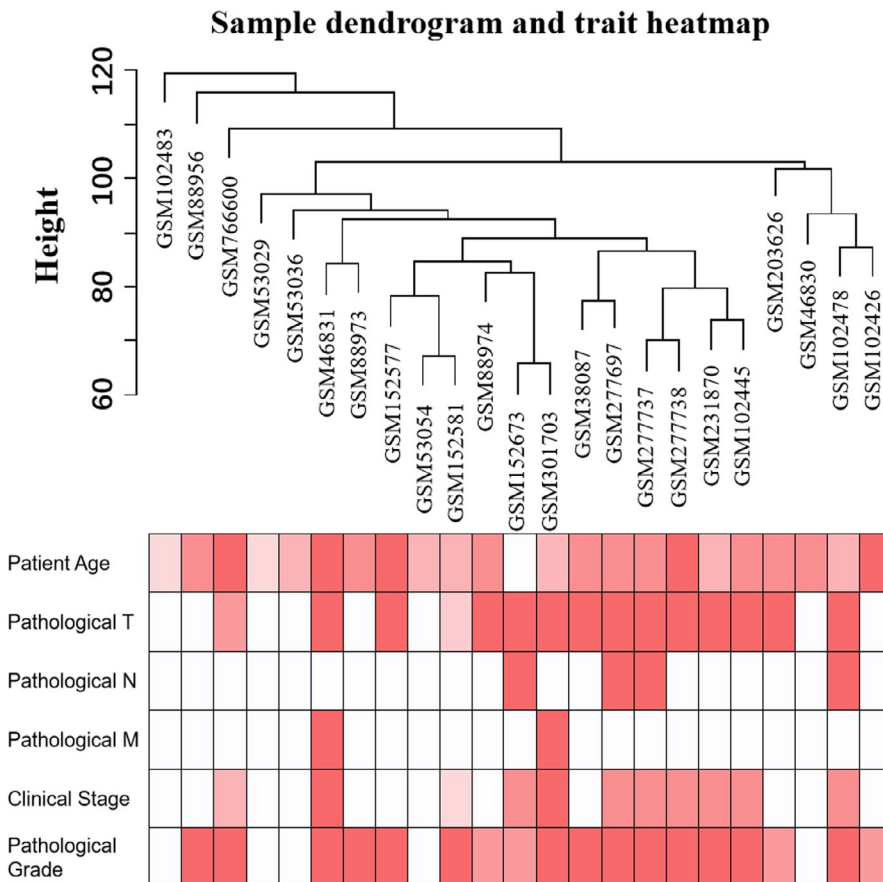 Sample dendrogram and trait heatmap
Height
120
100
80
60
GSM102483
GSM88956
GSM766600
GSM53029
GSM53036
GSM46831
GSM88973
GSM152577
GSM53054
GSM152581
GSM88974
GSM152673
GSM301703
GSM38087
GSM277697
GSM277737
GSM277738
GSM231870
GSM102445
GSM203626
GSM46830
GSM102478
GSM102426
Patient Age
Pathological T
Pathological N
Pathological M
Clinical Stage
Pathological
Grade